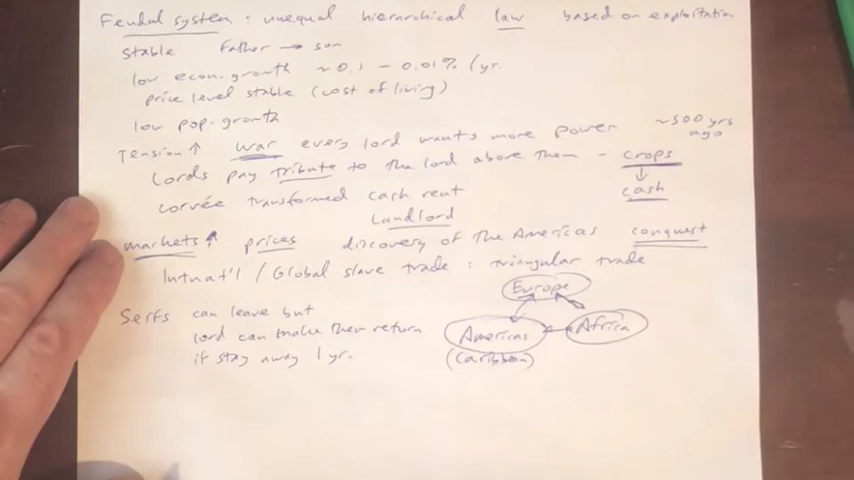 Feudal system : unequal hierarchical law based on exploitation
stable Father → son
low econ. growth ~0.1 - 0.01% / yr.
price level stable (cost of living)
low pop. growth
Tension ↑ war every lord wants more power ~500 yrs ago
Lords pay tribute to the lord above them - crops
↓
corvée transformed cash rent cash
Landlord
markets ↑ prices discovery of the Americas conquest
Intnat'l / Global slave trade : triangular trade
Europe
Serfs can leave but
lord can make them return Americas Africa
if stay away 1 yr. (Caribbean)